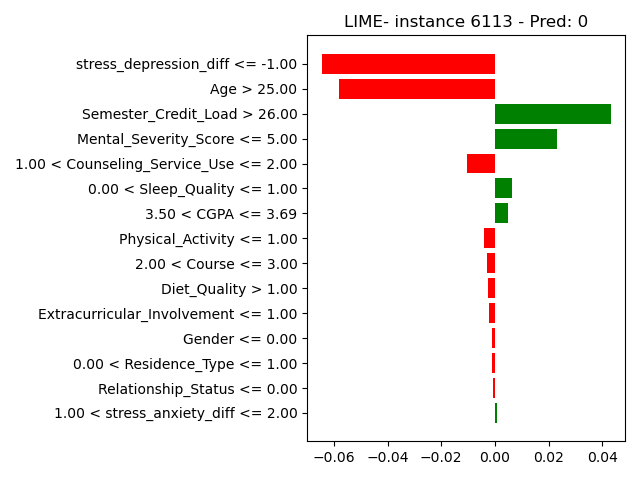 LIME- instance 6113 - Pred: 0
stress_depression_diff <= -1.00
Age > 25.00
Semester_Credit_Load > 26.00
Mental_Severity_Score <= 5.00
1.00 < Counseling_Service_Use <= 2.00
0.00 < Sleep_Quality <= 1.00
3.50 < CGPA <= 3.69
Physical_Activity <= 1.00
2.00 < Course <= 3.00
Diet_Quality > 1.00
Extracurricular_Involvement <= 1.00
Gender <= 0.00
0.00 < Residence_Type <= 1.00
Relationship_Status <= 0.00
1.00 < stress_anxiety_diff <= 2.00
−0.06 −0.04 −0.02 0.00 0.02 0.04